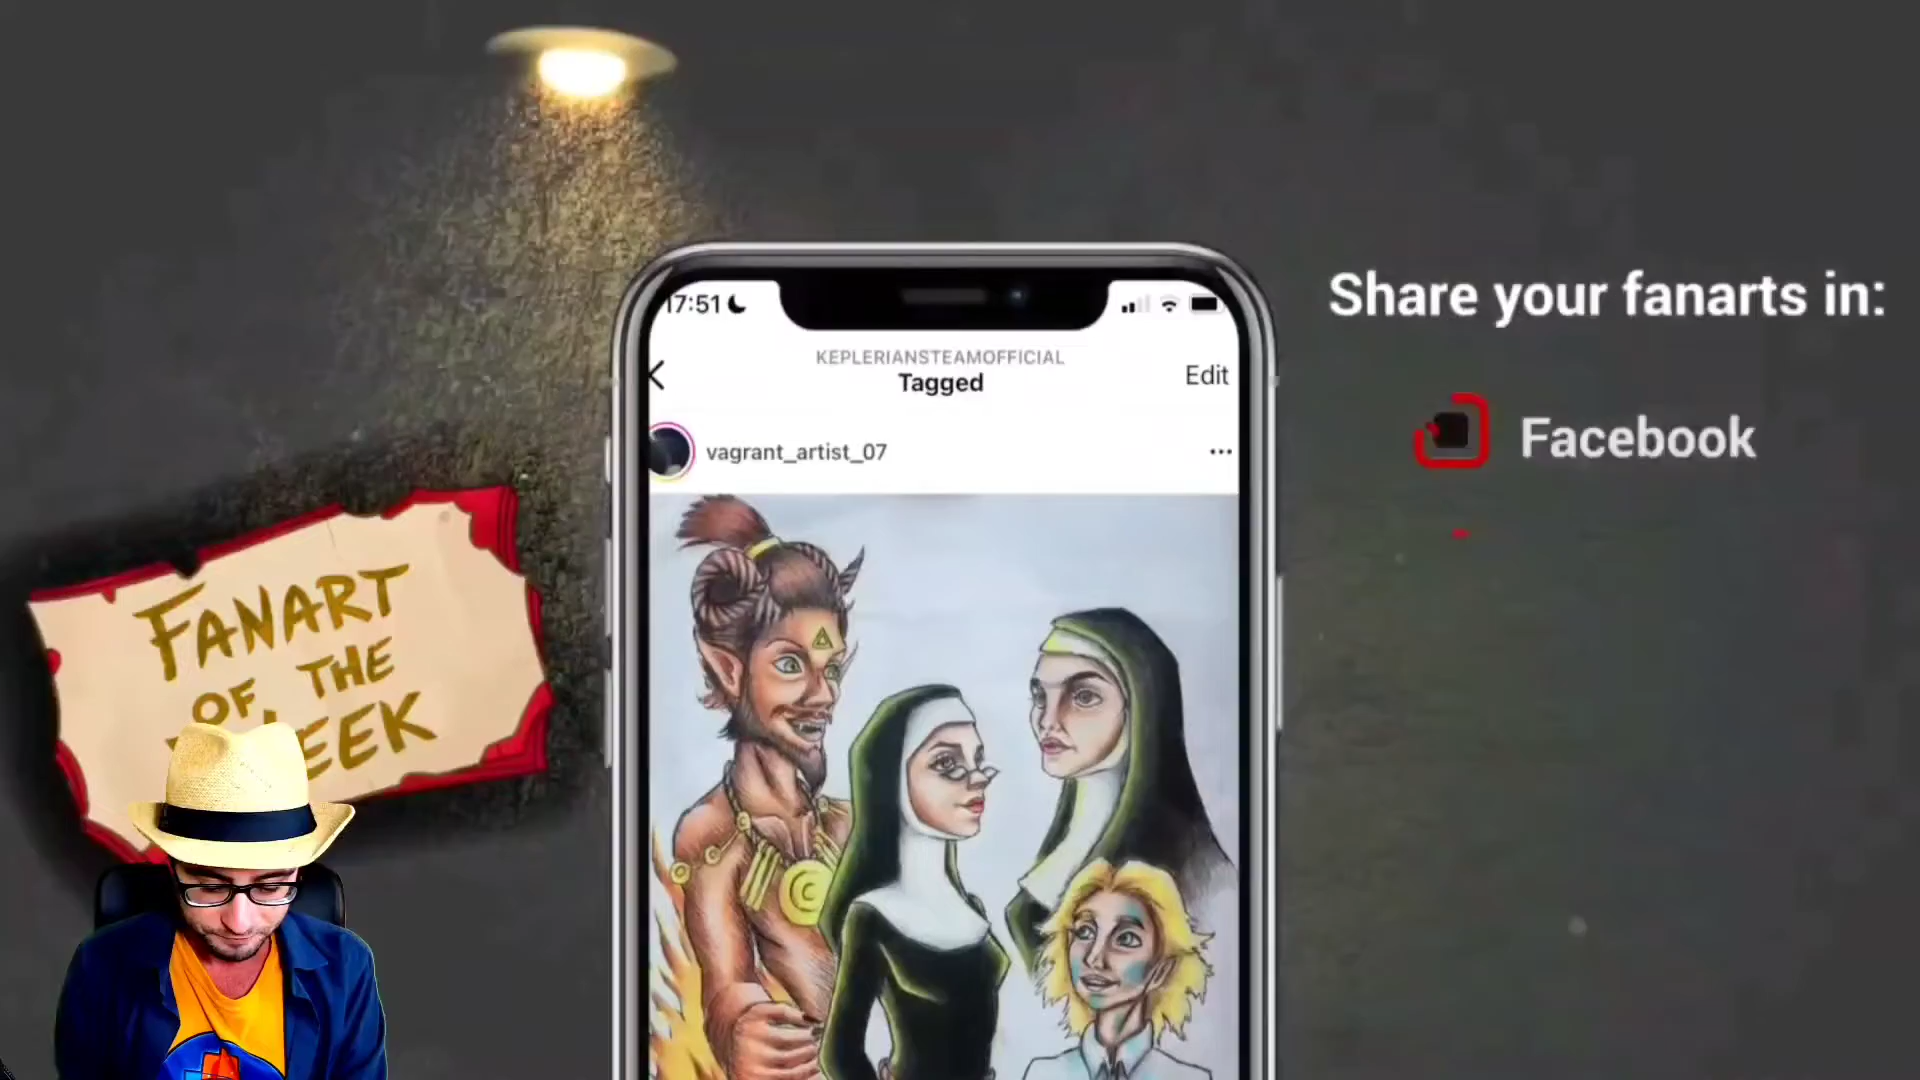 17:51
KEPLERIANSTEAMOFFICIAL
Tagged
Edit
vagrant_artist_07
Share your fanarts in:
Facebook
FANART
OF THE
EEK